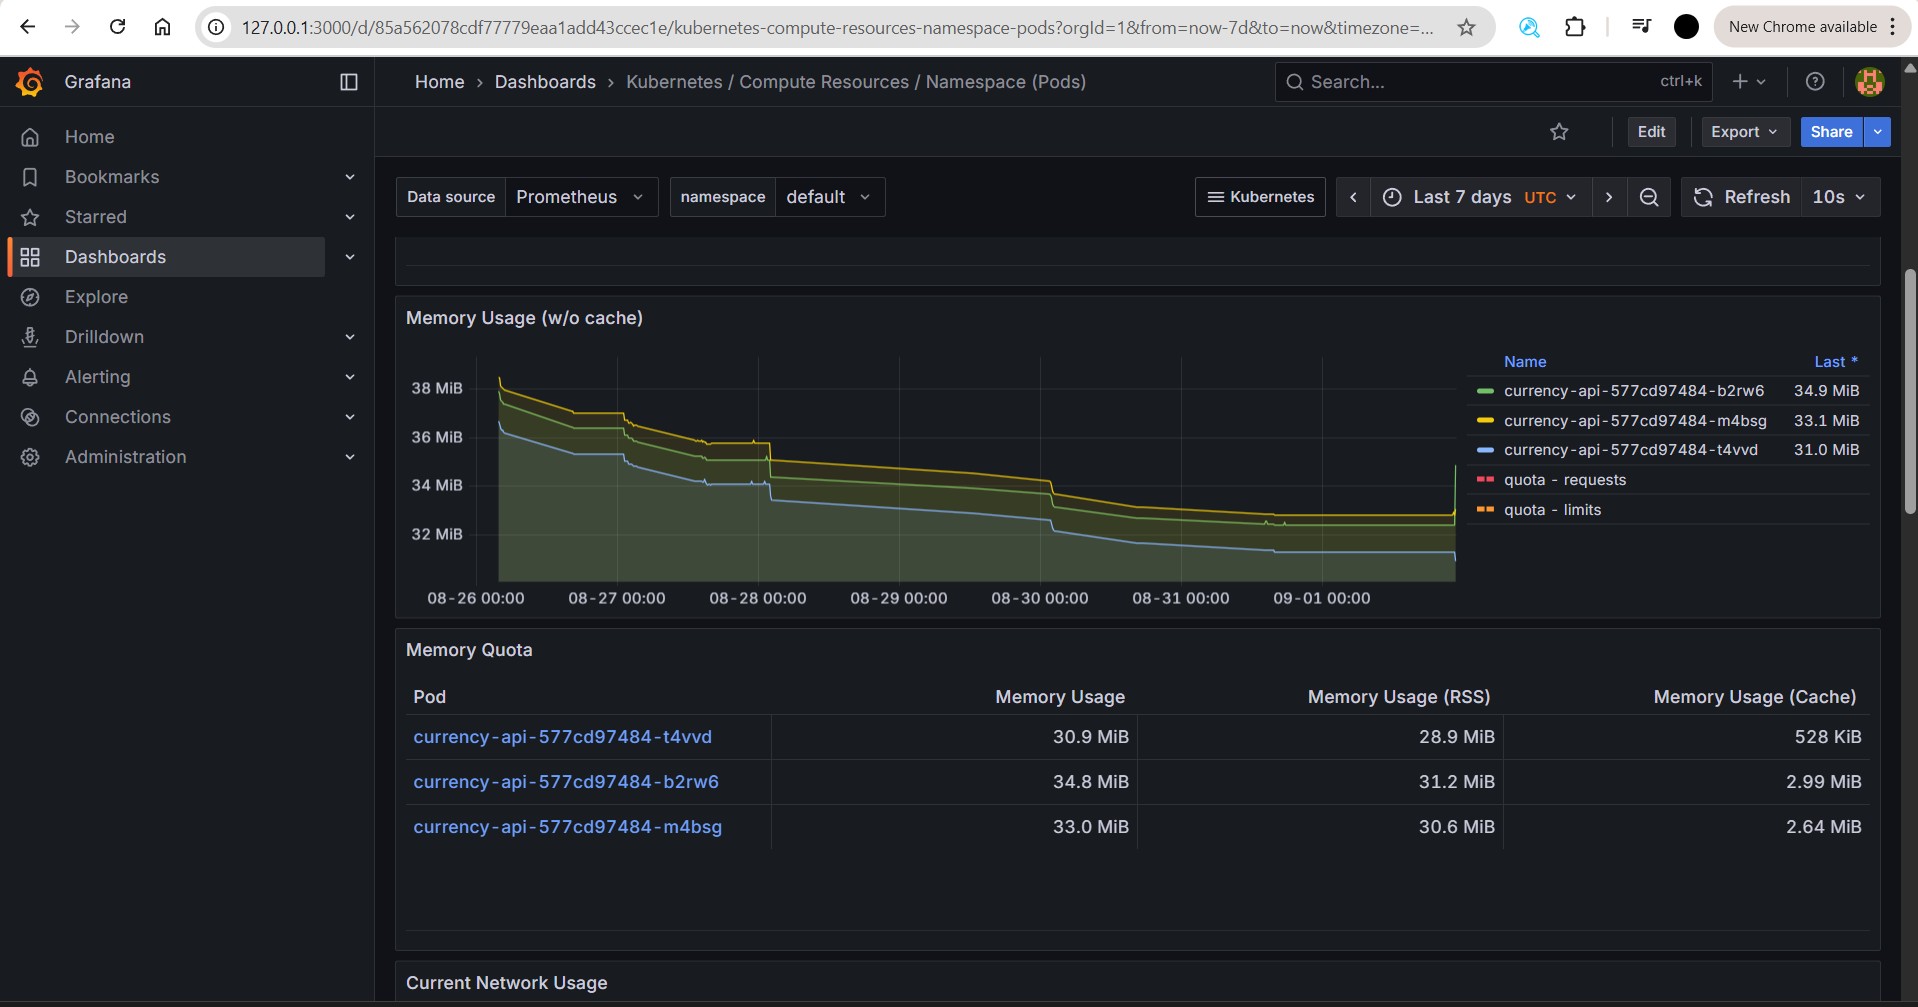 127.0.0.1:3000/d/85a562078cdf77779eaa1add43ccec1e/kubernetes-compute-resources-namespace-pods?orgId=1&from=now-7d&to=now&timezone=...
New Chrome available
Grafana
Home › Dashboards › Kubernetes / Compute Resources / Namespace (Pods)
Search...
ctrl+k
Edit
Export
Share
Home
Bookmarks
Starred
Dashboards
Explore
Drilldown
Alerting
Connections
Administration
Data source
Prometheus
namespace
default
Kubernetes
Last 7 days UTC
Refresh
10s
Memory Usage (w/o cache)
38 MiB
36 MiB
34 MiB
32 MiB
08-26 00:00 08-27 00:00 08-28 00:00 08-29 00:00 08-30 00:00 08-31 00:00 09-01 00:00
Name Last *
currency-api-577cd97484-b2rw6 34.9 MiB
currency-api-577cd97484-m4bsg 33.1 MiB
currency-api-577cd97484-t4vvd 31.0 MiB
quota - requests
quota - limits
Memory Quota
Pod Memory Usage Memory Usage (RSS) Memory Usage (Cache)
currency-api-577cd97484-t4vvd 30.9 MiB 28.9 MiB 528 KiB
currency-api-577cd97484-b2rw6 34.8 MiB 31.2 MiB 2.99 MiB
currency-api-577cd97484-m4bsg 33.0 MiB 30.6 MiB 2.64 MiB
Current Network Usage